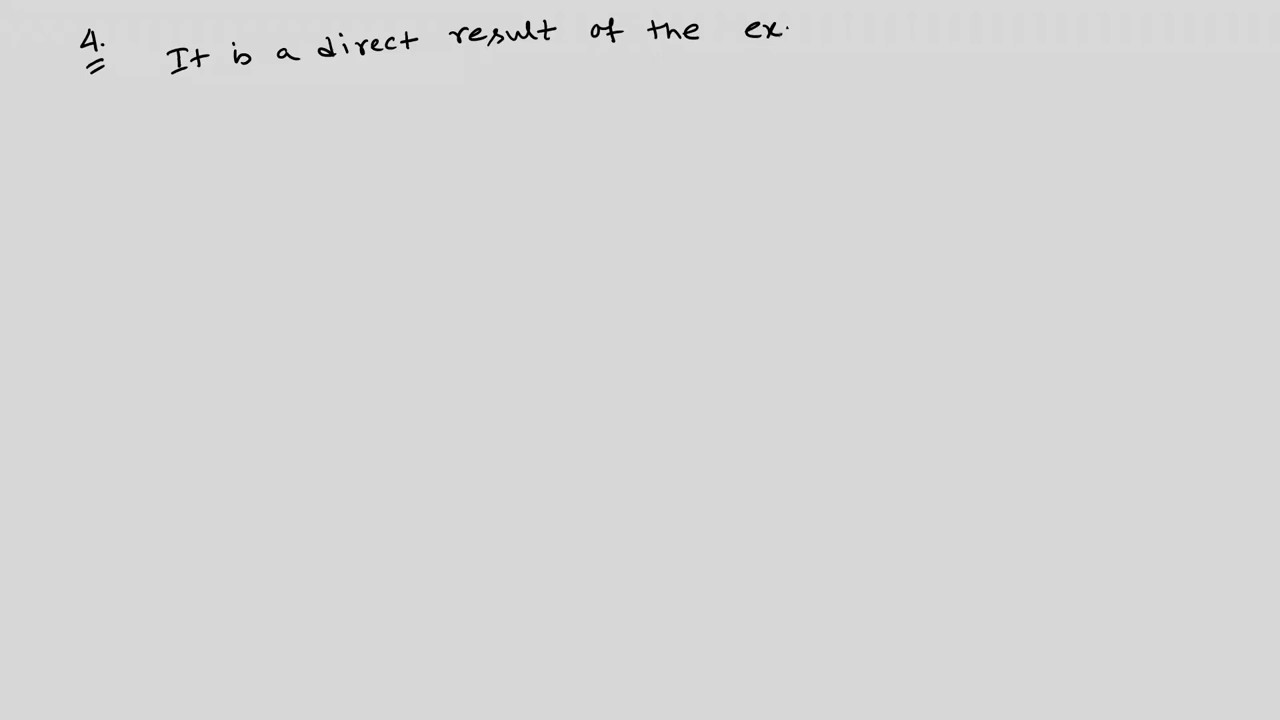 4. It is a direct result of the ex.